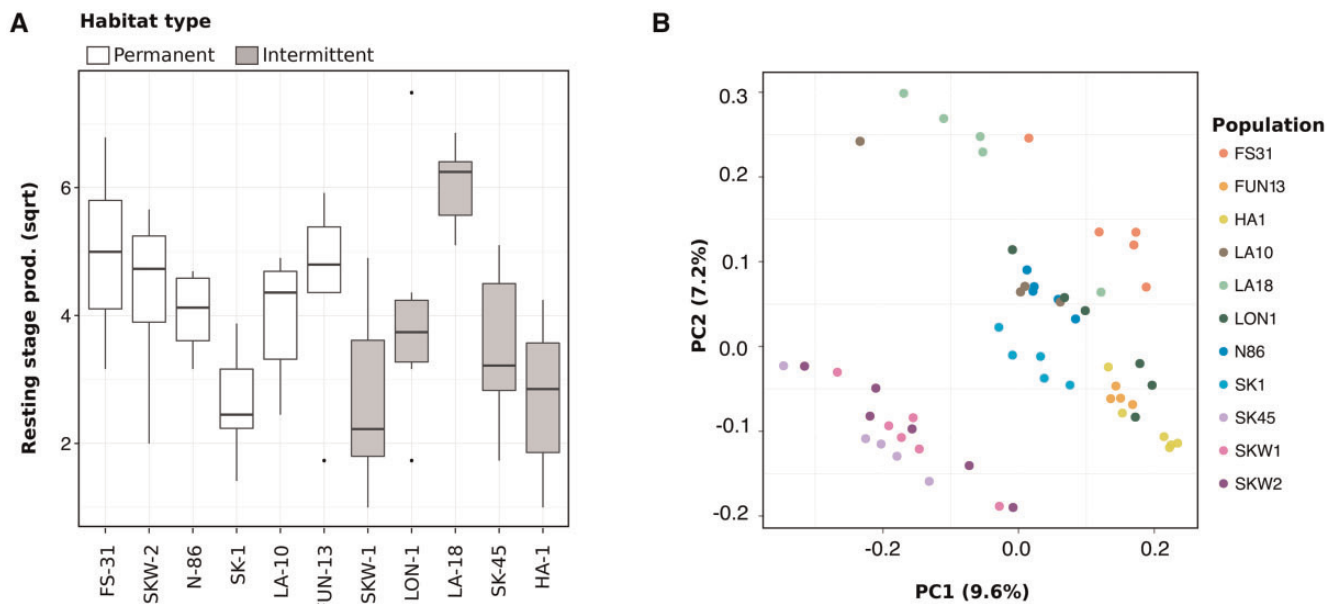 A
Habitat type
Permanent Intermittent
Resting stage prod. (sqrt)
6
4
2
FS-31
SKW-2
N-86
SK-1
LA-10
FUN-13
SKW-1
LON-1
LA-18
SK-45
HA-1
B
PC2 (7.2%)
0.3
0.2
0.1
0.0
-0.1
-0.2
-0.2 0.0 0.2
PC1 (9.6%)
Population
FS31
FUN13
HA1
LA10
LA18
LON1
N86
SK1
SK45
SKW1
SKW2